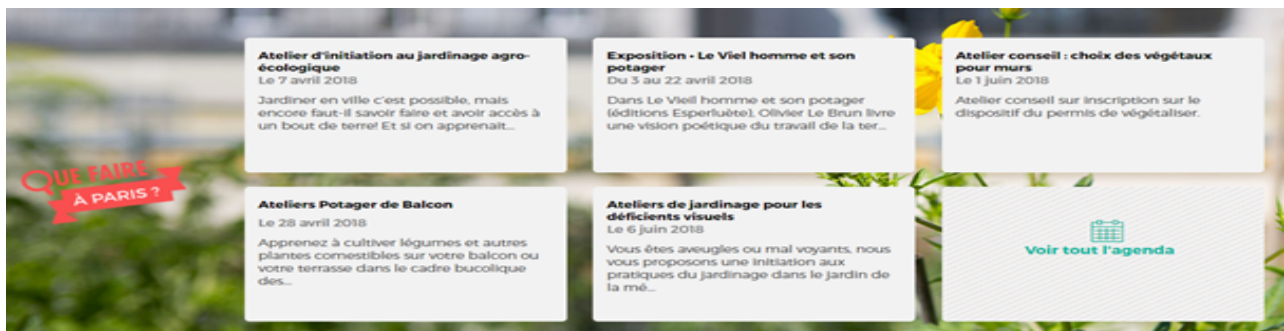 QUE FAIRE
À PARIS ?
Atelier d'initiation au jardinage agro-
écologique
Le 7 avril 2018
Jardiner en ville c'est possible, mais
encore faut-il savoir faire et avoir accès à
un bout de terre! Et si on apprenait...
Exposition • Le Viel homme et son
potager
Du 3 au 22 avril 2018
Dans Le Vieil homme et son potager
(éditions Esperluète), Olivier Le Brun livre
une vision poétique du travail de la ter...
Atelier conseil : choix des végétaux
pour murs
Le 1 juin 2018
Atelier conseil sur inscription sur le
dispositif du permis de végétaliser.
Ateliers Potager de Balcon
Le 28 avril 2018
Apprenez à cultiver légumes et autres
plantes comestibles sur votre balcon ou
votre terrasse dans le cadre bucolique
des...
Ateliers de jardinage pour les
déficients visuels
Le 6 juin 2018
Vous êtes aveugles ou mal voyants, nous
vous proposons une initiation aux
pratiques du jardinage dans le jardin de
la mé...
Voir tout l'agenda